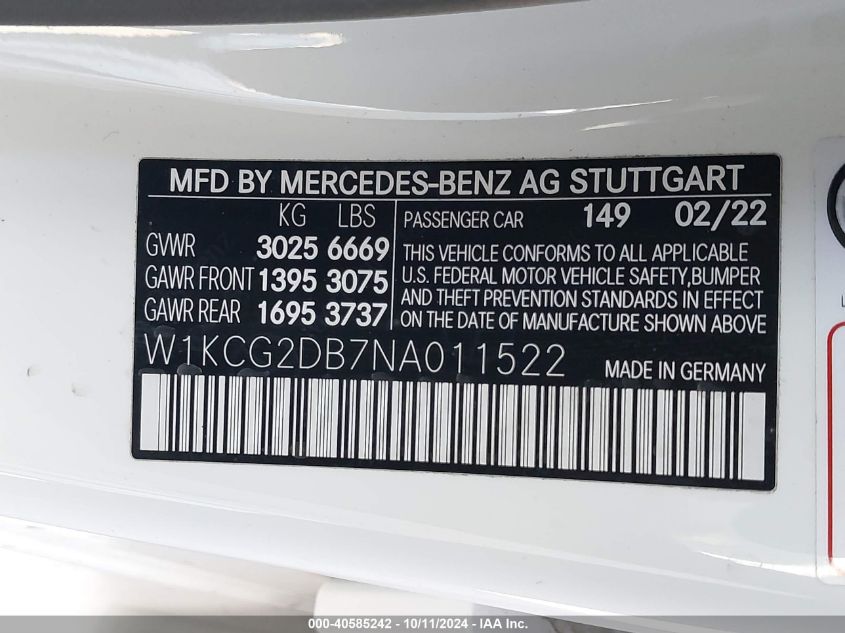 MFD BY MERCEDES-BENZ AG STUTTGART
KG LBS
GVWR 3025 6669
GAWR FRONT 1395 3075
GAWR REAR 1695 3737
PASSENGER CAR 149 02/22
THIS VEHICLE CONFORMS TO ALL APPLICABLE
U.S. FEDERAL MOTOR VEHICLE SAFETY,BUMPER
AND THEFT PREVENTION STANDARDS IN EFFECT
ON THE DATE OF MANUFACTURE SHOWN ABOVE
W1KCG2DB7NA011522
MADE IN GERMANY
000-40585242 - 10/11/2024 - IAA Inc.